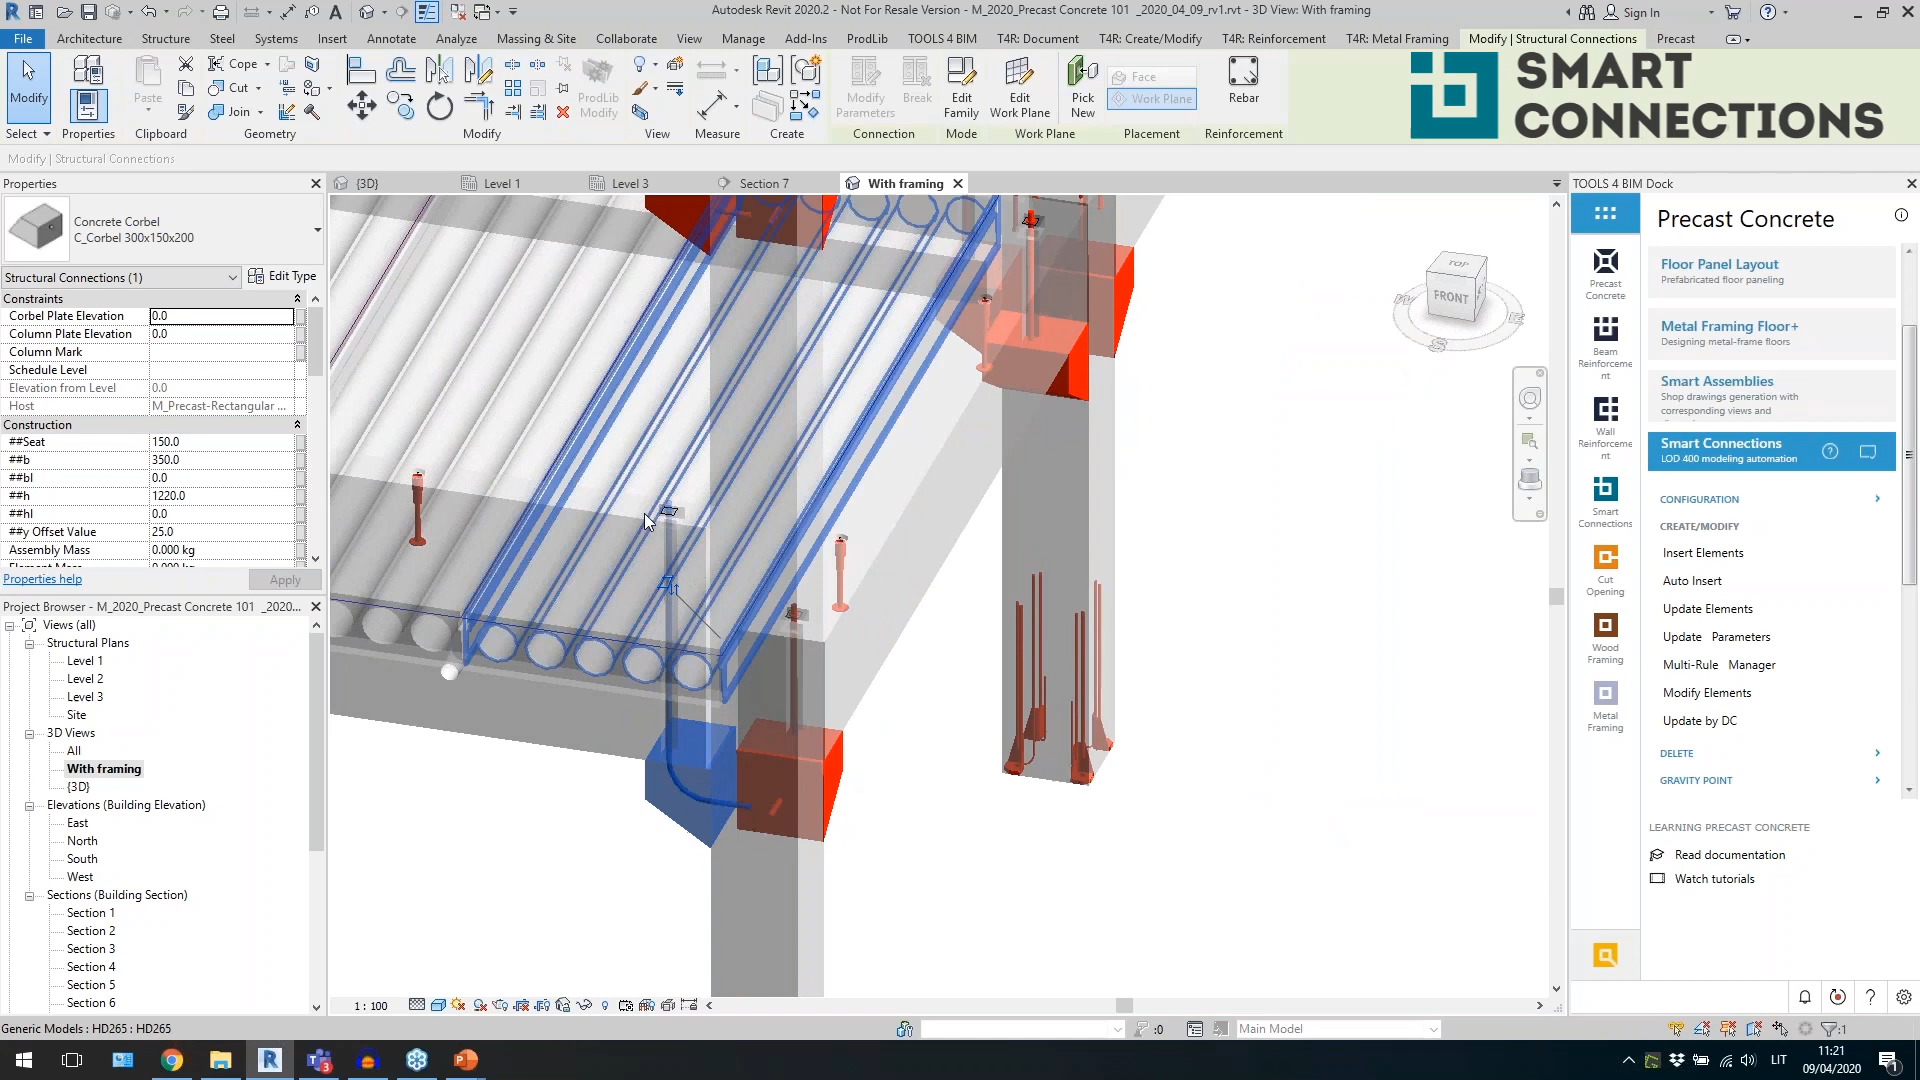 Autodesk Revit 2020.2 - Not For Resale Version - M_2020_Precast Concrete 101 _2020_04_09_rv1.rvt - 3D View: With framing
Sign In
File Architecture Structure Steel Systems Insert Annotate Analyze Massing & Site Collaborate View Manage Add-Ins ProdLib TOOLS 4 BIM T4R: Document T4R: Create/Modify T4R: Reinforcement T4R: Metal Framing Modify | Structural Connections Precast
Modify
Select
Properties
Paste
Clipboard
Cope
Cut
Join
Geometry
Modify
ProdLib
Modify
View
Measure
Create
Modify
Parameters
Break
Connection
Edit
Family
Mode
Edit
Work Plane
Work Plane
Pick
New
Face
Work Plane
Placement
Rebar
Reinforcement
SMART
CONNECTIONS
Modify | Structural Connections
Properties
Concrete Corbel
C_Corbel 300x150x200
Structural Connections (1)
Edit Type
Constraints
Corbel Plate Elevation 0.0
Column Plate Elevation 0.0
Column Mark
Schedule Level
Elevation from Level 0.0
Host M_Precast-Rectangular ...
Construction
##Seat 150.0
##b 350.0
##bl 0.0
##h 1220.0
##hl 0.0
##y Offset Value 25.0
Assembly Mass 0.000 kg
Properties help
Apply
Project Browser - M_2020_Precast Concrete 101 _2020...
Views (all)
Structural Plans
Level 1
Level 2
Level 3
Site
3D Views
All
With framing
{3D}
Elevations (Building Elevation)
East
North
South
West
Sections (Building Section)
Section 1
Section 2
Section 3
Section 4
Section 5
Section 6
{3D}
Level 1
Level 3
Section 7
With framing
TOP
FRONT
1 : 100
TOOLS 4 BIM Dock
Precast
Concrete
Beam
Reinforceme
nt
Wall
Reinforceme
nt
Smart
Connections
Cut
Opening
Wood
Framing
Metal
Framing
Precast Concrete
Floor Panel Layout
Prefabricated floor paneling
Metal Framing Floor+
Designing metal-frame floors
Smart Assemblies
Shop drawings generation with
corresponding views and
Smart Connections
LOD 400 modeling automation
CONFIGURATION
CREATE/MODIFY
Insert Elements
Auto Insert
Update Elements
Update Parameters
Multi-Rule Manager
Modify Elements
Update by DC
DELETE
GRAVITY POINT
LEARNING PRECAST CONCRETE
Read documentation
Watch tutorials
Generic Models : HD265 : HD265
:0
Main Model
:1
LIT
11:21
09/04/2020